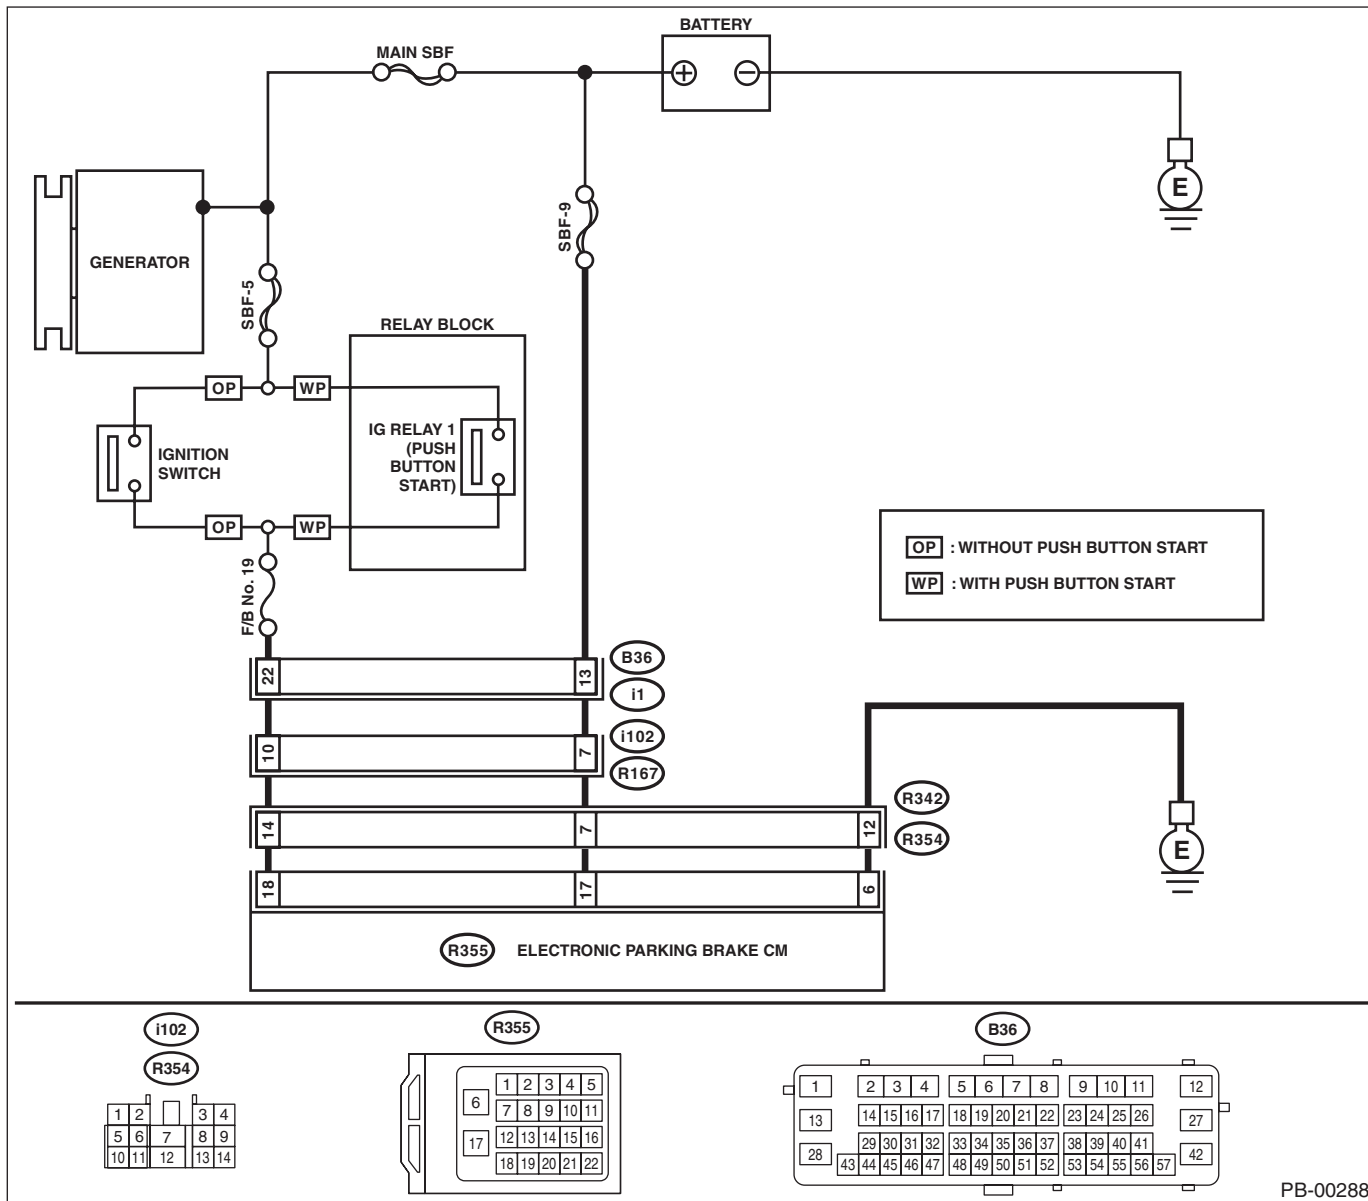 BATTERY
MAIN SBF
E
SBF-9
GENERATOR
SBF-5
RELAY BLOCK
OP
WP
IG RELAY 1
(PUSH
BUTTON
START)
IGNITION
SWITCH
OP
WP
OP : WITHOUT PUSH BUTTON START
WP : WITH PUSH BUTTON START
F/B No. 19
22
13
B36
i1
10
7
i102
R167
14
7
12
R342
R354
E
18
17
6
R355 ELECTRONIC PARKING BRAKE CM
i102
R354
1 2 3 4
5 6 7 8 9
10 11 12 13 14
R355
1 2 3 4 5
6
7 8 9 10 11
17
12 13 14 15 16
18 19 20 21 22
B36
1 2 3 4 5 6 7 8 9 10 11 12
13 14 15 16 17 18 19 20 21 22 23 24 25 26 27
28 29 30 31 32 33 34 35 36 37 38 39 40 41 42
43 44 45 46 47 48 49 50 51 52 53 54 55 56 57
PB-00288